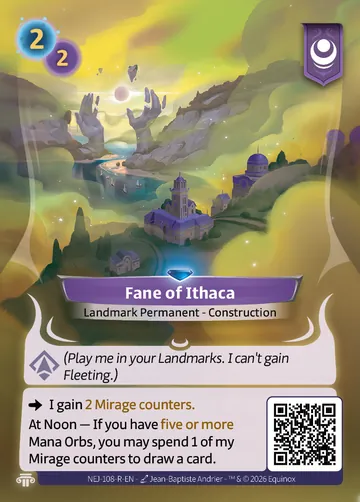 2
2
Fane of Ithaca
Landmark Permanent - Construction
(Play me in your Landmarks. I can't gain
Fleeting.)
➔ I gain 2 Mirage counters.
At Noon — If you have five or more
Mana Orbs, you may spend 1 of my
Mirage counters to draw a card.
NEJ-108-R-EN - Jean-Baptiste Andrier - ™ & © 2026 Equinox